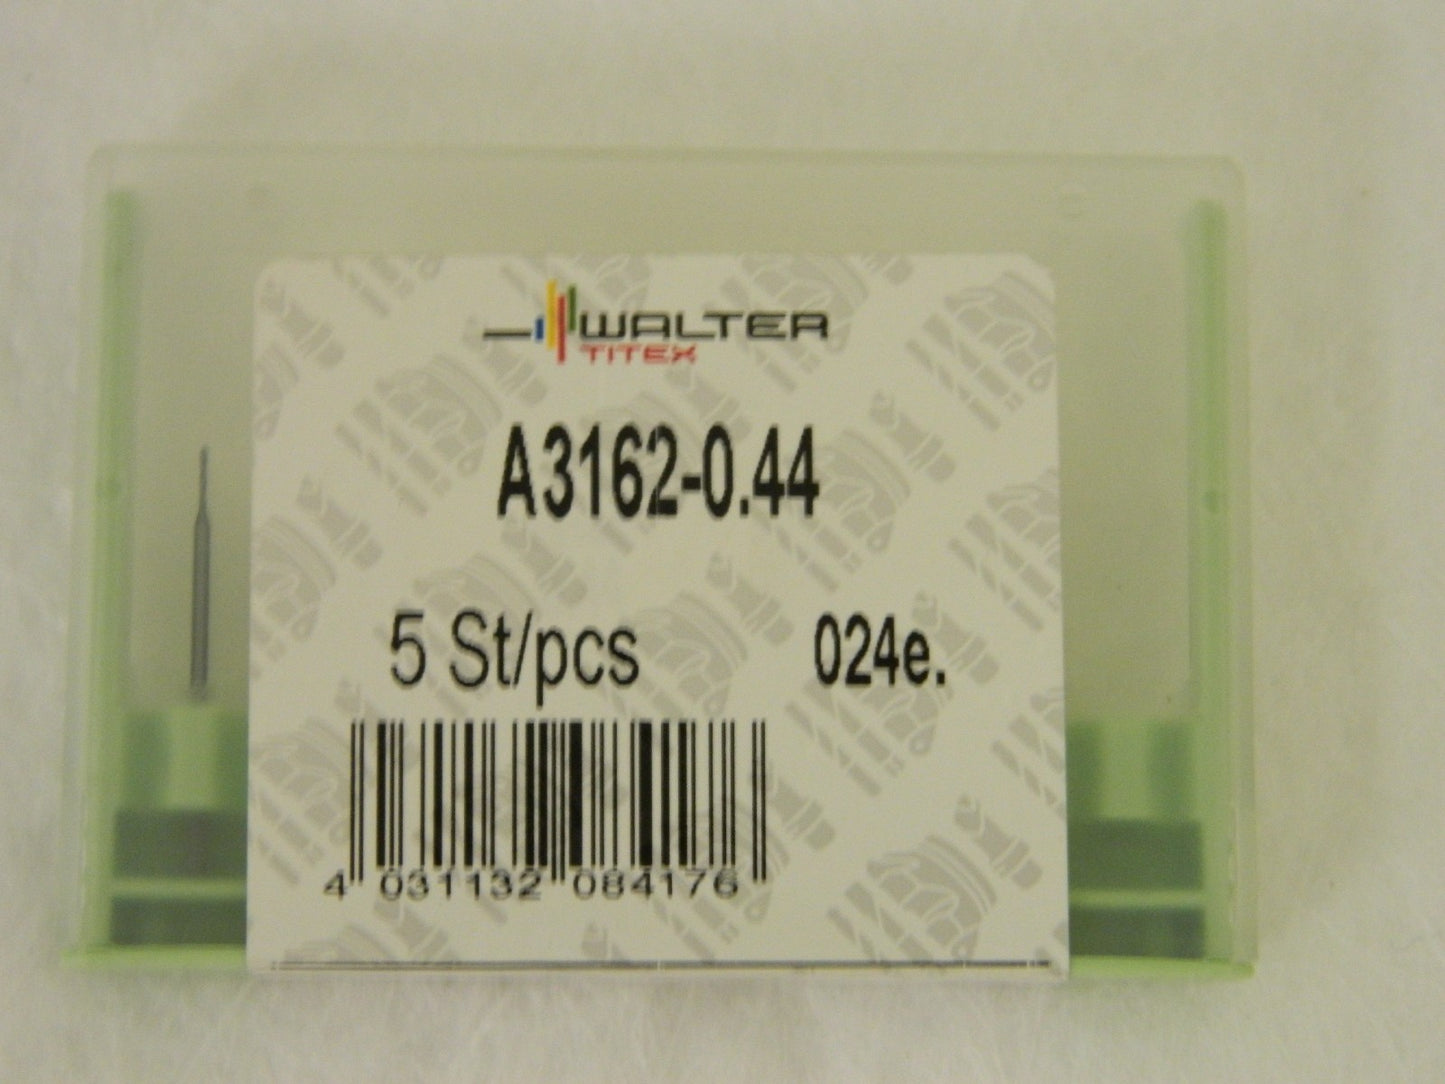 WALTER
TITEX
A3162-0.44
5 St/pcs 024e.
4 031132 084176